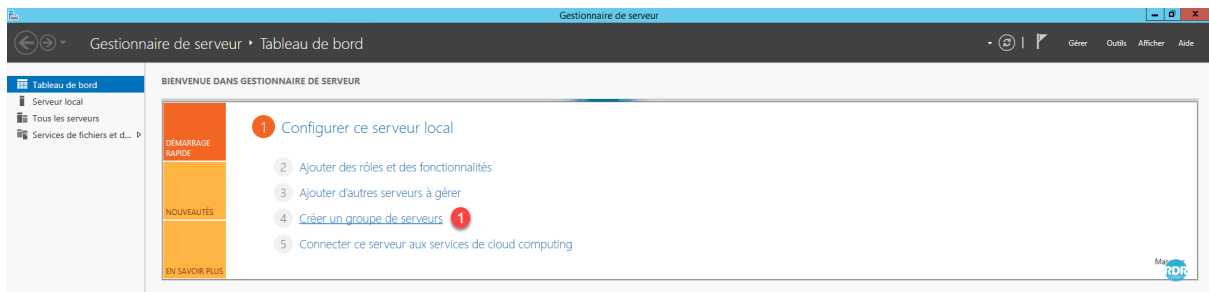 Gestionnaire de serveur
Gestionnaire de serveur ‣ Tableau de bord
Gérer Outils Afficher Aide
Tableau de bord
Serveur local
Tous les serveurs
Services de fichiers et d...
BIENVENUE DANS GESTIONNAIRE DE SERVEUR
DÉMARRAGE
RAPIDE
NOUVEAUTÉS
EN SAVOIR PLUS
1 Configurer ce serveur local
2 Ajouter des rôles et des fonctionnalités
3 Ajouter d'autres serveurs à gérer
4 Créer un groupe de serveurs 1
5 Connecter ce serveur aux services de cloud computing
RDR